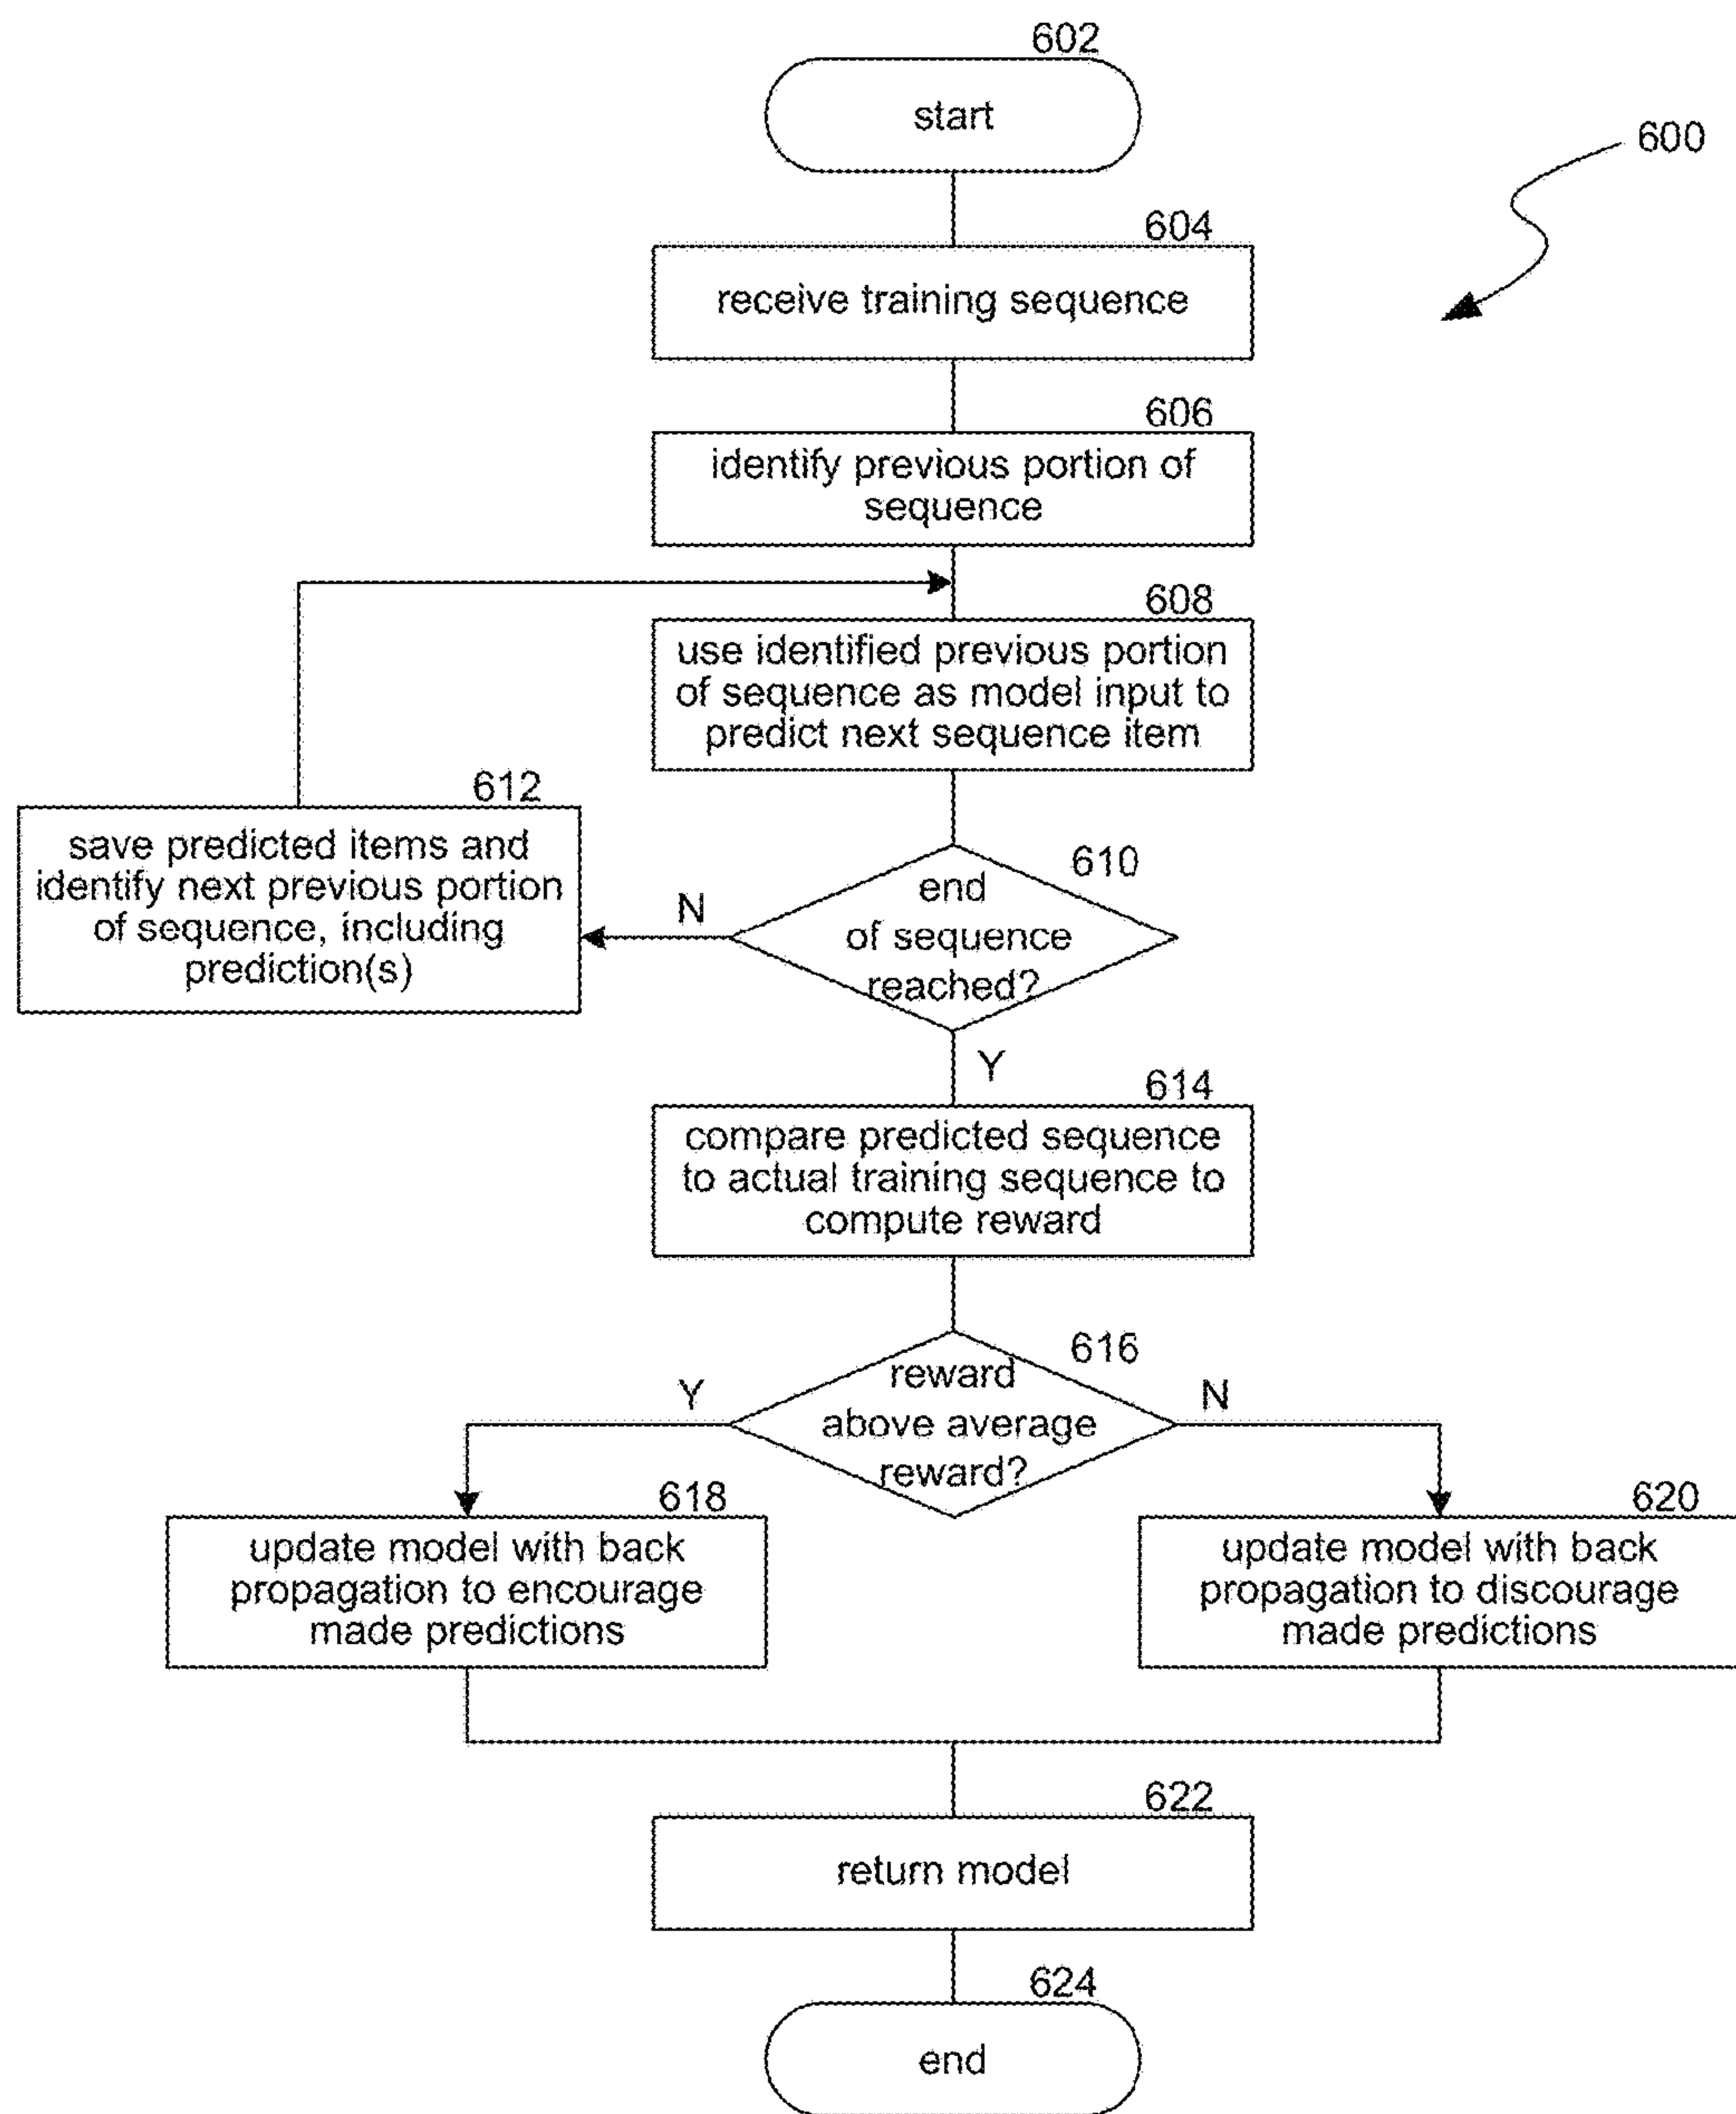 602
start
600
604
receive training sequence
606
identify previous portion of
sequence
608
use identified previous portion
of sequence as model input to
predict next sequence item
612
save predicted items and
identify next previous portion
of sequence, including
prediction(s)
610
end
of sequence
reached?
N
Y
614
compare predicted sequence
to actual training sequence to
compute reward
616
reward
above average
reward?
Y
N
618
update model with back
propagation to encourage
made predictions
620
update model with back
propagation to discourage
made predictions
622
return model
624
end